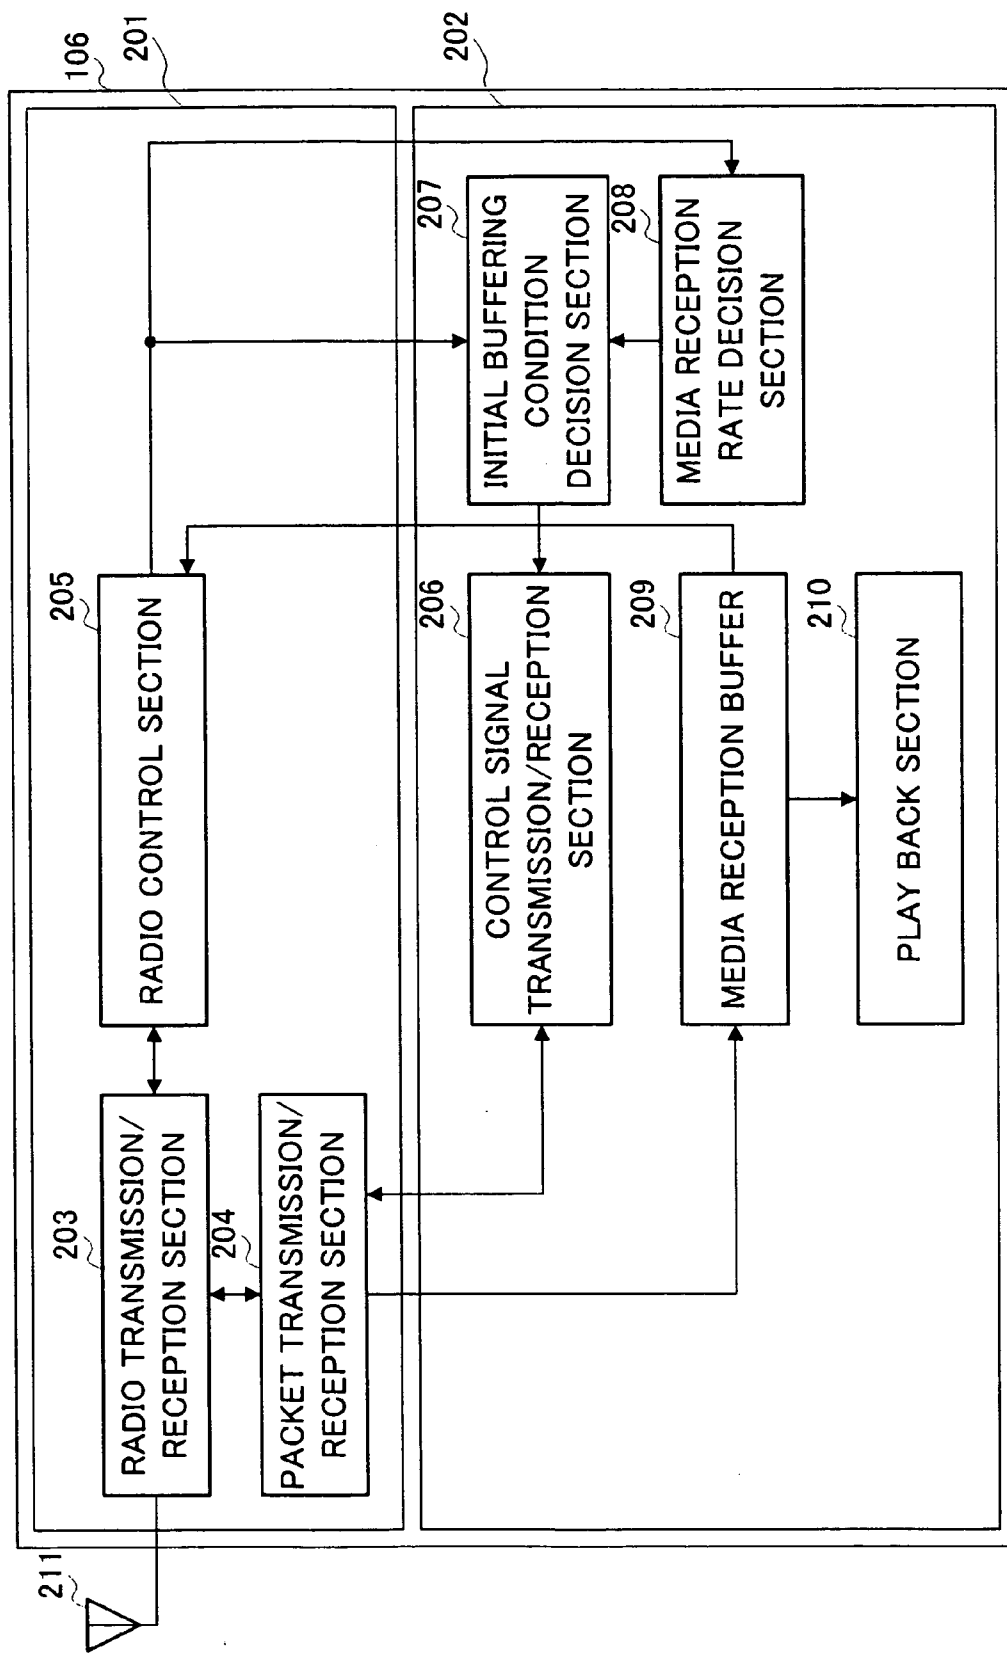 106
201
202
211
203
RADIO TRANSMISSION/
RECEPTION SECTION
204
PACKET TRANSMISSION/
RECEPTION SECTION
205
RADIO CONTROL SECTION
206
CONTROL SIGNAL
TRANSMISSION/RECEPTION
SECTION
207
INITIAL BUFFERING
CONDITION
DECISION SECTION
208
MEDIA RECEPTION
RATE DECISION
SECTION
209
MEDIA RECEPTION BUFFER
210
PLAY BACK SECTION